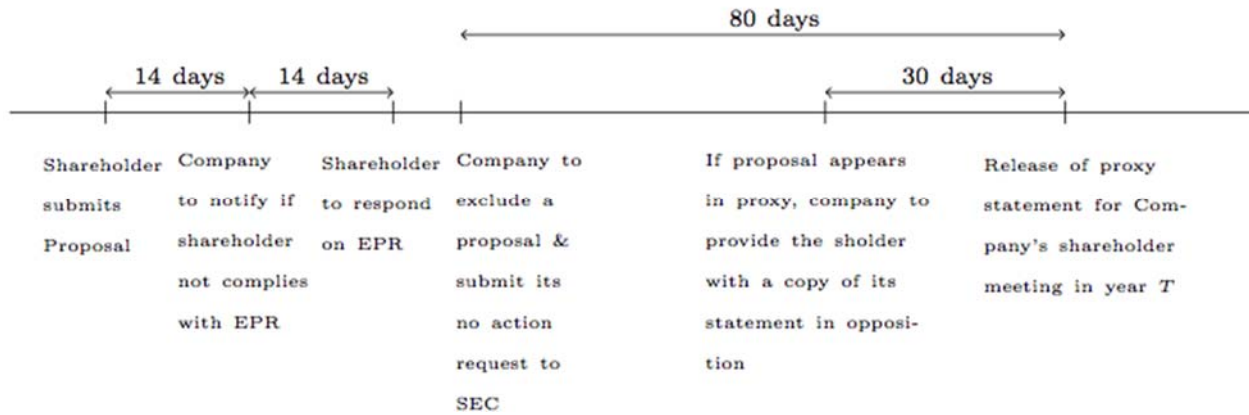 80 days
14 days
14 days
30 days
Shareholder
submits
Proposal
Company
to notify if
shareholder
not complies
with EPR
Shareholder
to respond
on EPR
Company to
exclude a
proposal &
submit its
no action
request to
SEC
If proposal appears
in proxy, company to
provide the sholder
with a copy of its
statement in opposi-
tion
Release of proxy
statement for Com-
pany's shareholder
meeting in year T